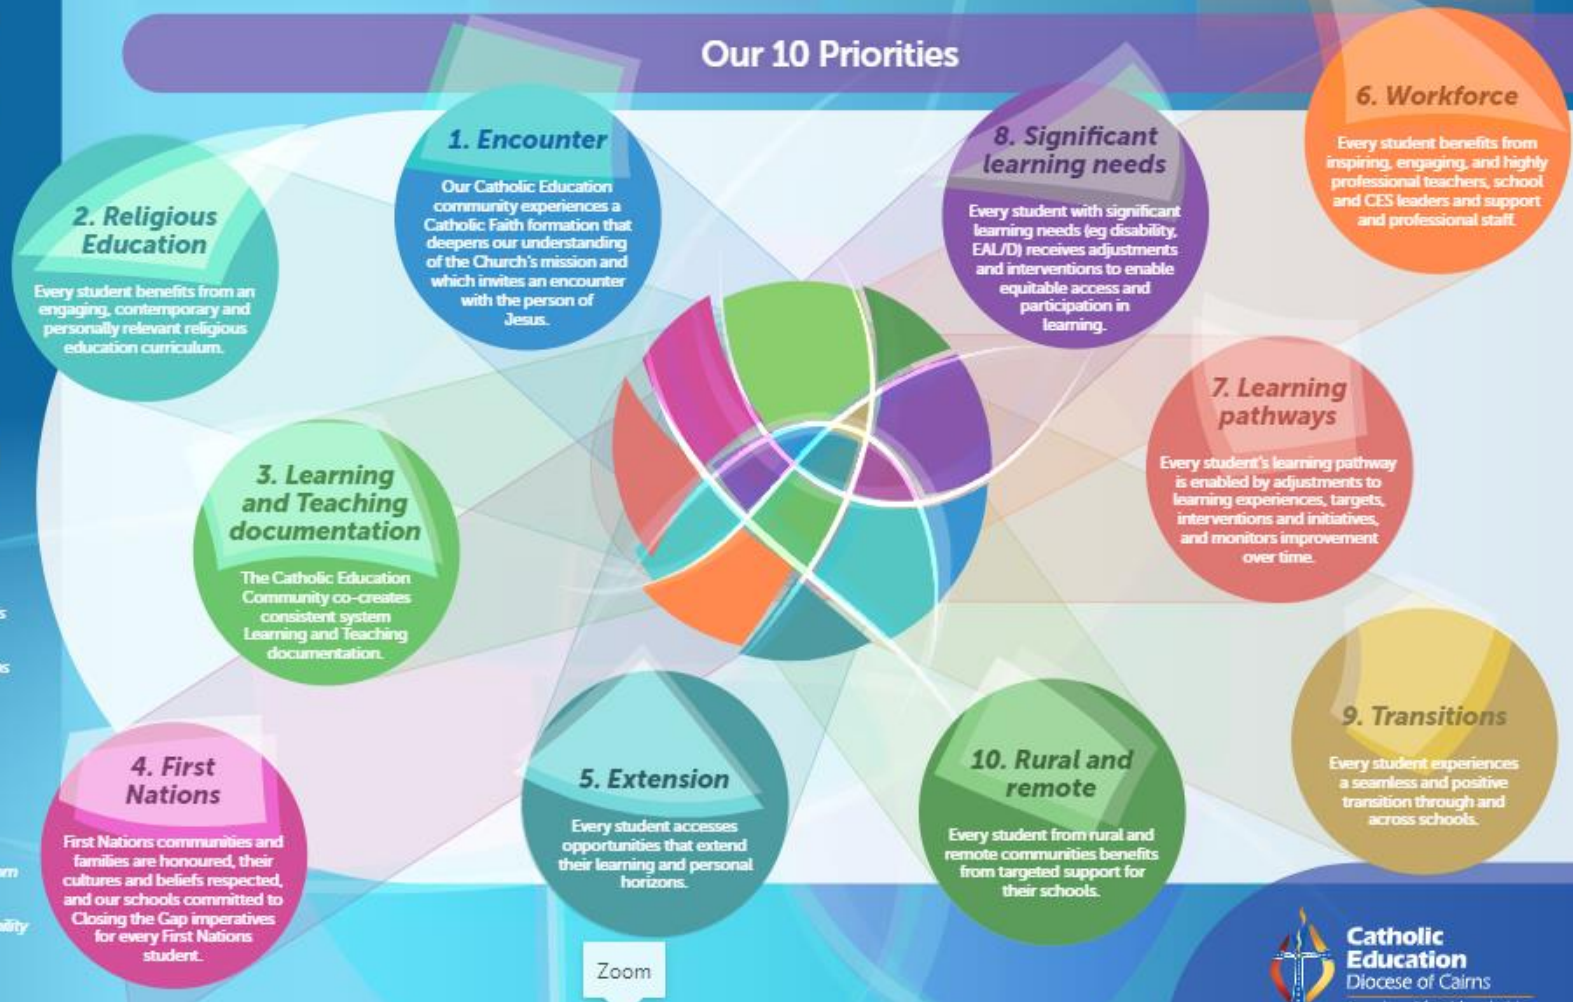 Our 10 Priorities
1. Encounter
Our Catholic Education
community experiences a
Catholic Faith formation that
deepens our understanding
of the Church's mission and
which invites an encounter
with the person of
Jesus.
2. Religious
Education
Every student benefits from an
engaging, contemporary and
personally relevant religious
education curriculum.
3. Learning
and Teaching
documentation
The Catholic Education
Community co-creates
consistent system
Learning and Teaching
documentation.
4. First
Nations
First Nations communities and
families are honoured, their
cultures and beliefs respected,
and our schools committed to
Closing the Gap imperatives
for every First Nations
student.
5. Extension
Every student accesses
opportunities that extend
their learning and personal
horizons.
6. Workforce
Every student benefits from
inspiring, engaging, and highly
professional teachers, school
and CES leaders and support
and professional staff.
7. Learning
pathways
Every student's learning pathway
is enabled by adjustments to
learning experiences, targets,
interventions and initiatives,
and monitors improvement
over time.
8. Significant
learning needs
Every student with significant
learning needs (eg disability,
EAL/D) receives adjustments
and interventions to enable
equitable access and
participation in
learning.
9. Transitions
Every student experiences
a seamless and positive
transition through and
across schools.
10. Rural and
remote
Every student from rural and
remote communities benefits
from targeted support for
their schools.
Zoom
Catholic
Education
Diocese of Cairns